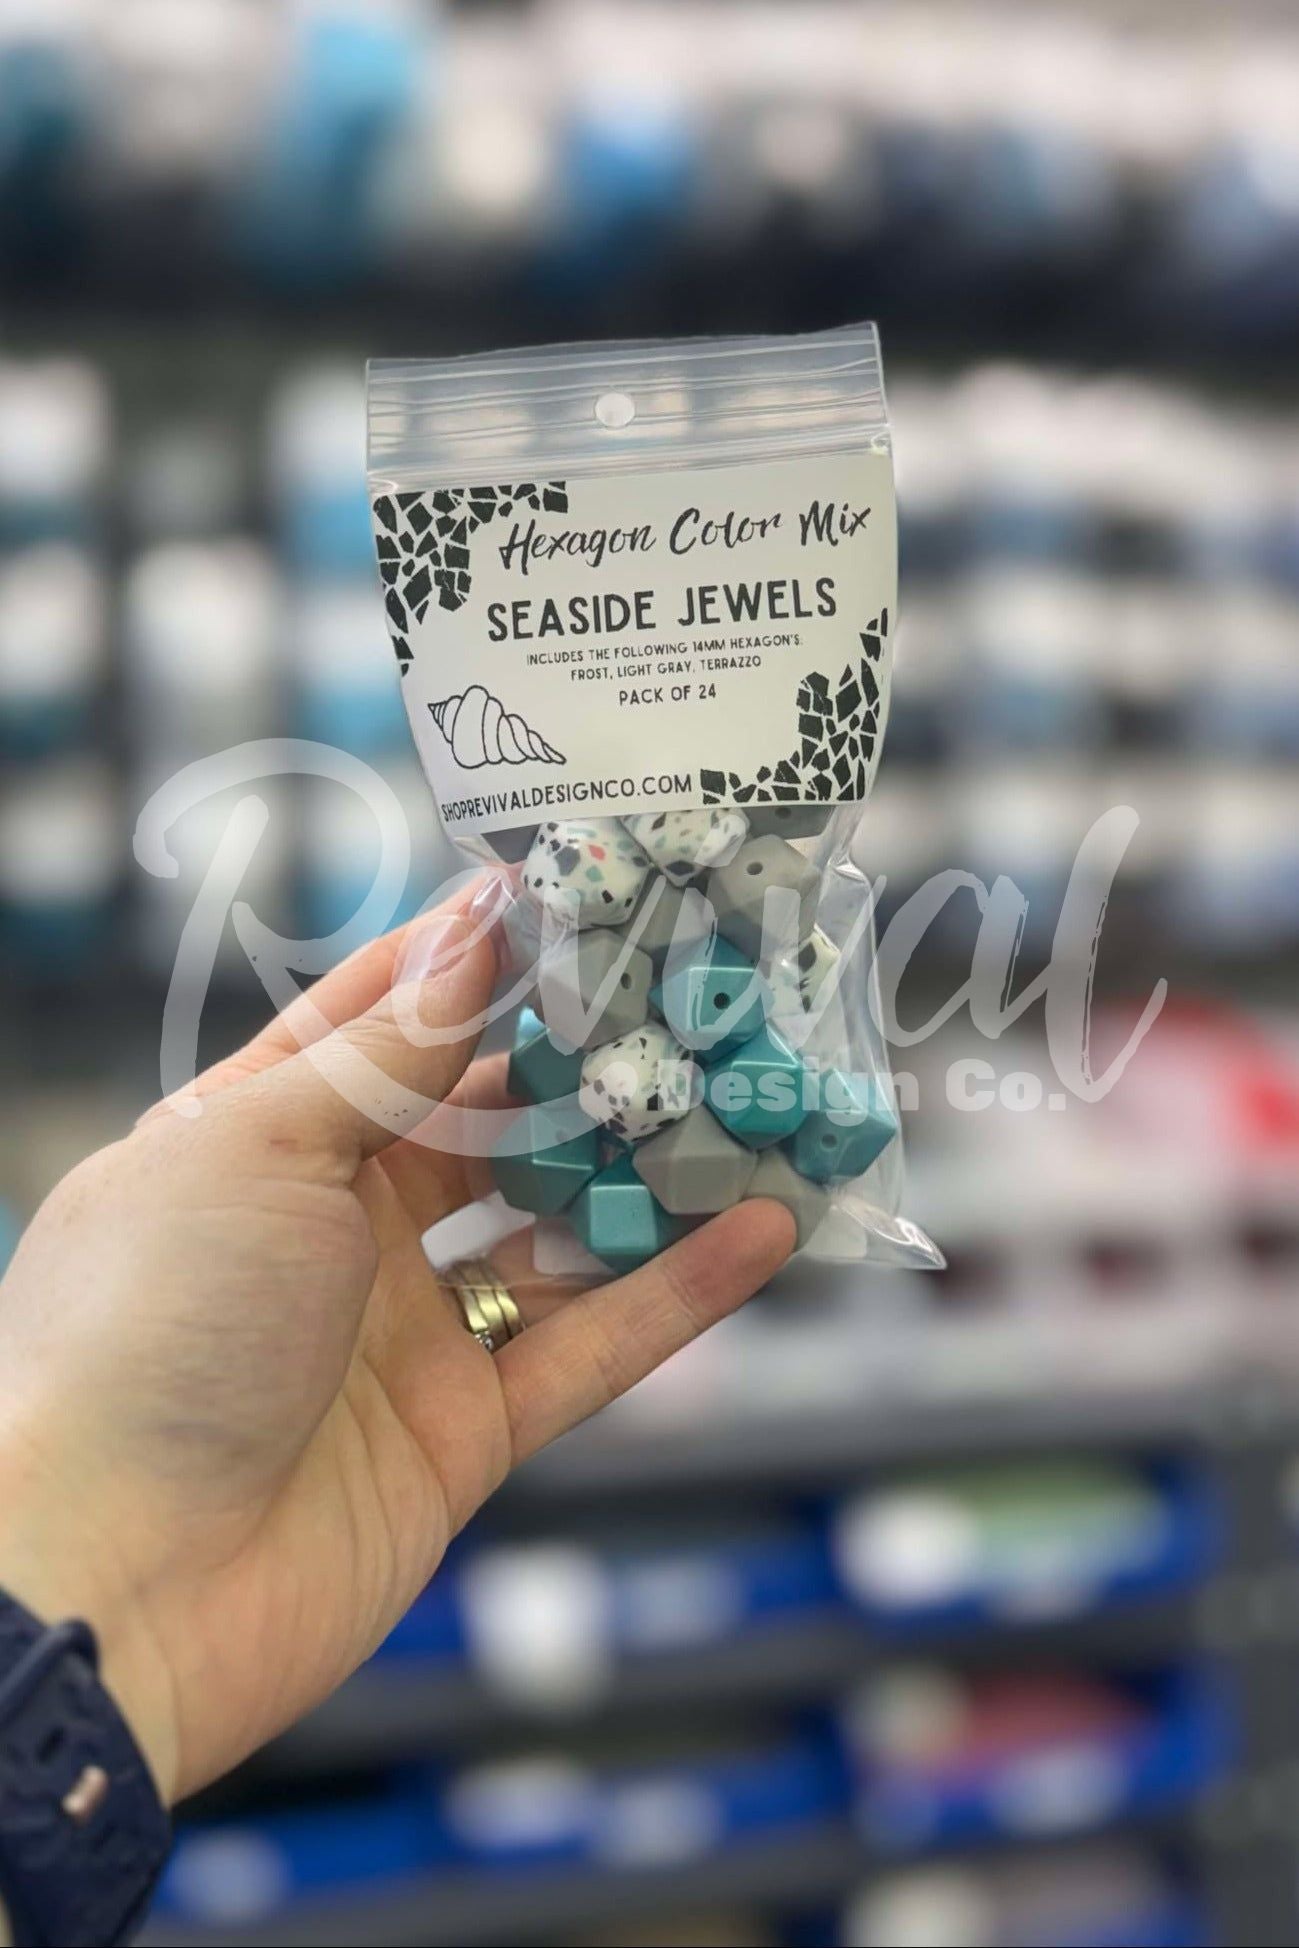 Hexagon Color Mix
SEASIDE JEWELS
INCLUDES THE FOLLOWING 14MM HEXAGON'S:
FROST, LIGHT GRAY, TERRAZZO
PACK OF 24
SHOPREVIVALDESIGNCO.COM
Revival
Design Co.